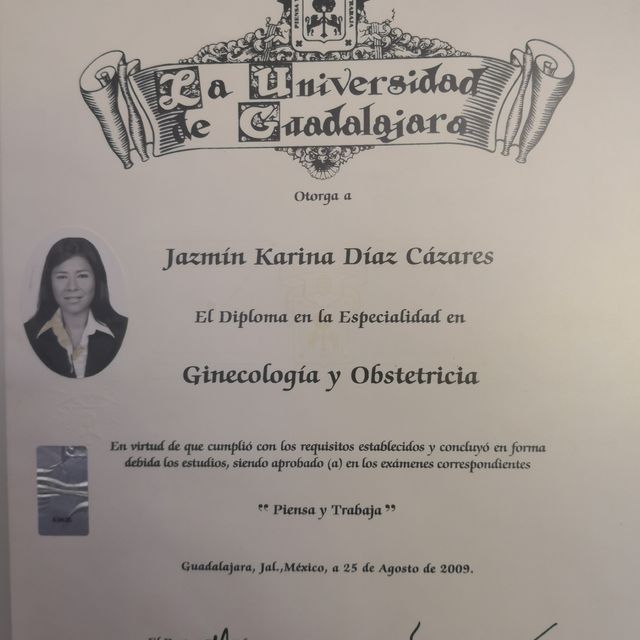 PIENSA
TRABAJA
La Universidad
de Guadalajara
Otorga a
Jazmín Karina Díaz Cázares
El Diploma en la Especialidad en
Ginecología y Obstetricia
En virtud de que cumplió con los requisitos establecidos y concluyó en forma
debida los estudios, siendo aprobado (a) en los exámenes correspondientes
“ Piensa y Trabaja ”
Guadalajara, Jal.,México, a 25 de Agosto de 2009.